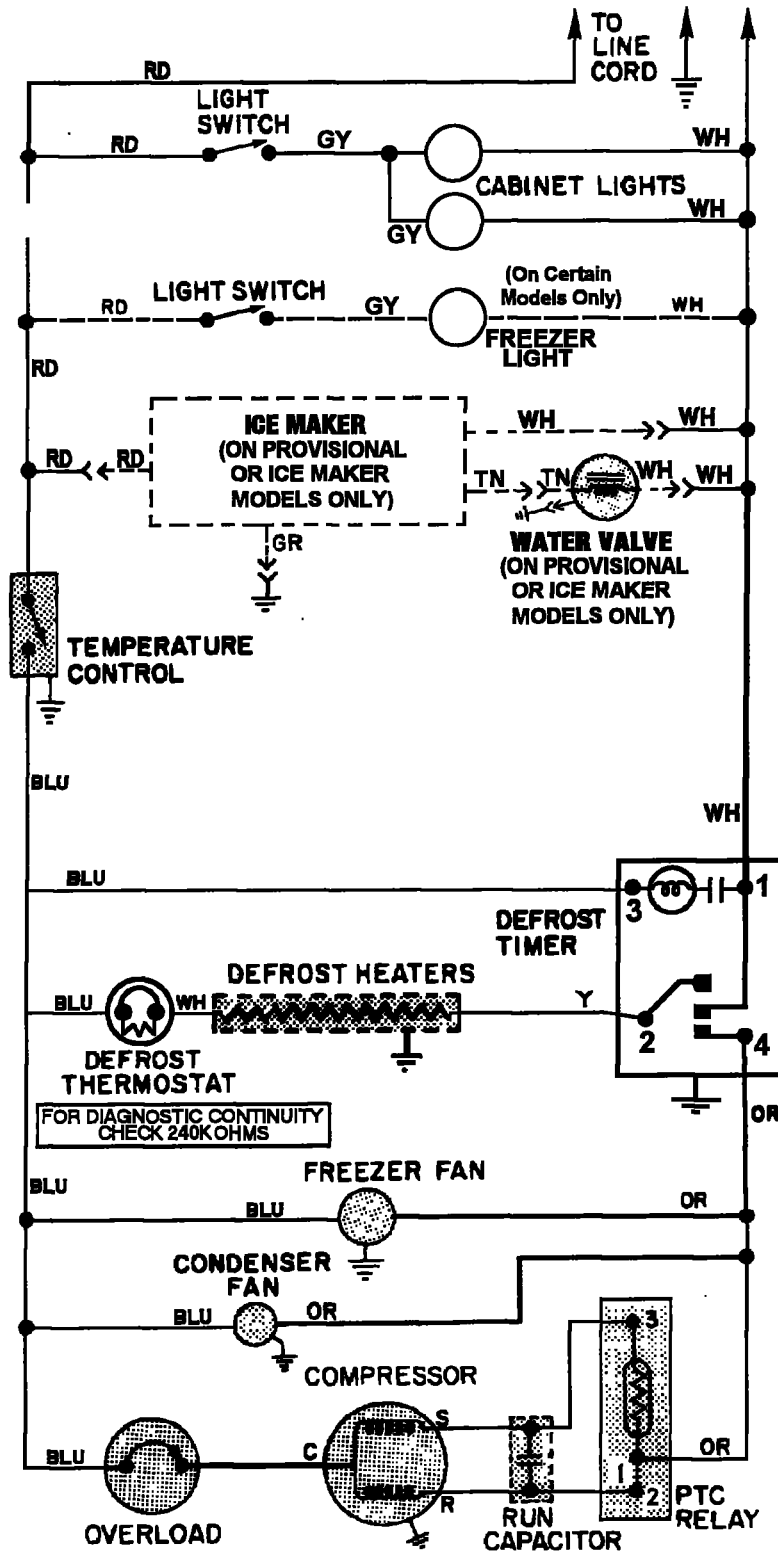 TO
LINE
CORD
RD
LIGHT
SWITCH
RD
GY
WH
CABINET LIGHTS
GY
WH
(On Certain
Models Only)
LIGHT SWITCH
RD
GY
WH
FREEZER
LIGHT
RD
ICE MAKER
(ON PROVISIONAL
OR ICE MAKER
MODELS ONLY)
WH
WH
RD
RD
TN
TN
WH
WH
GR
WATER VALVE
(ON PROVISIONAL
OR ICE MAKER
MODELS ONLY)
TEMPERATURE
CONTROL
BLU
WH
BLU
3
1
DEFROST
TIMER
DEFROST HEATERS
BLU
WH
Y
2
4
DEFROST
THERMOSTAT
FOR DIAGNOSTIC CONTINUITY
CHECK 240K OHMS
OR
BLU
FREEZER FAN
BLU
OR
CONDENSER
FAN
BLU
OR
3
COMPRESSOR
S
BLU
C
OR
1
R
2
OVERLOAD
RUN
CAPACITOR
PTC
RELAY